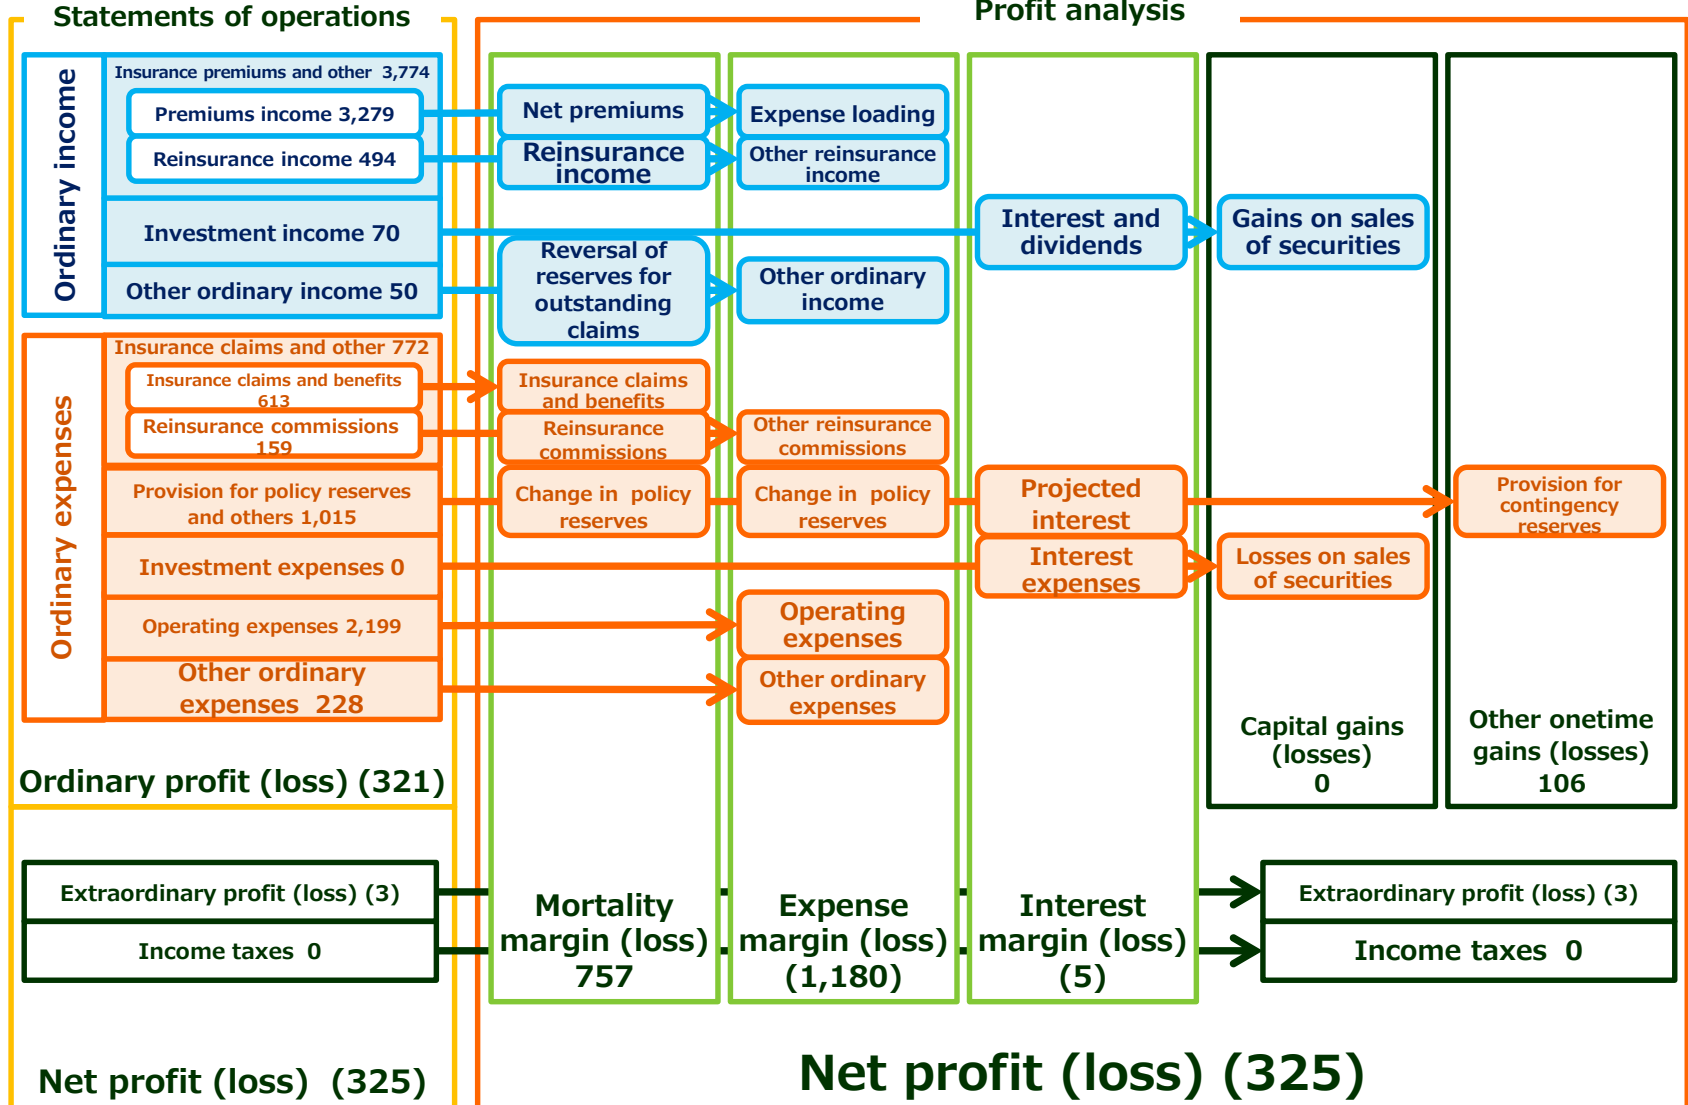 Statements of operations
Profit analysis
Ordinary income
Insurance premiums and other 3,774
Premiums income 3,279
Reinsurance income 494
Investment income 70
Other ordinary income 50
Net premiums
Expense loading
Reinsurance
income
Other reinsurance
income
Interest and
dividends
Gains on sales
of securities
Reversal of
reserves for
outstanding
claims
Other ordinary
income
Ordinary expenses
Insurance claims and other 772
Insurance claims and benefits
613
Reinsurance commissions
159
Provision for policy reserves
and others 1,015
Investment expenses 0
Operating expenses 2,199
Other ordinary
expenses 228
Insurance claims
and benefits
Reinsurance
commissions
Other reinsurance
commissions
Change in policy
reserves
Change in policy
reserves
Projected
interest
Provision for
contingency
reserves
Interest
expenses
Losses on sales
of securities
Operating
expenses
Other ordinary
expenses
Capital gains
(losses)
0
Other onetime
gains (losses)
106
Ordinary profit (loss) (321)
Extraordinary profit (loss) (3)
Income taxes 0
Mortality
margin (loss)
757
Expense
margin (loss)
(1,180)
Interest
margin (loss)
(5)
Extraordinary profit (loss) (3)
Income taxes 0
Net profit (loss) (325)
Net profit (loss) (325)